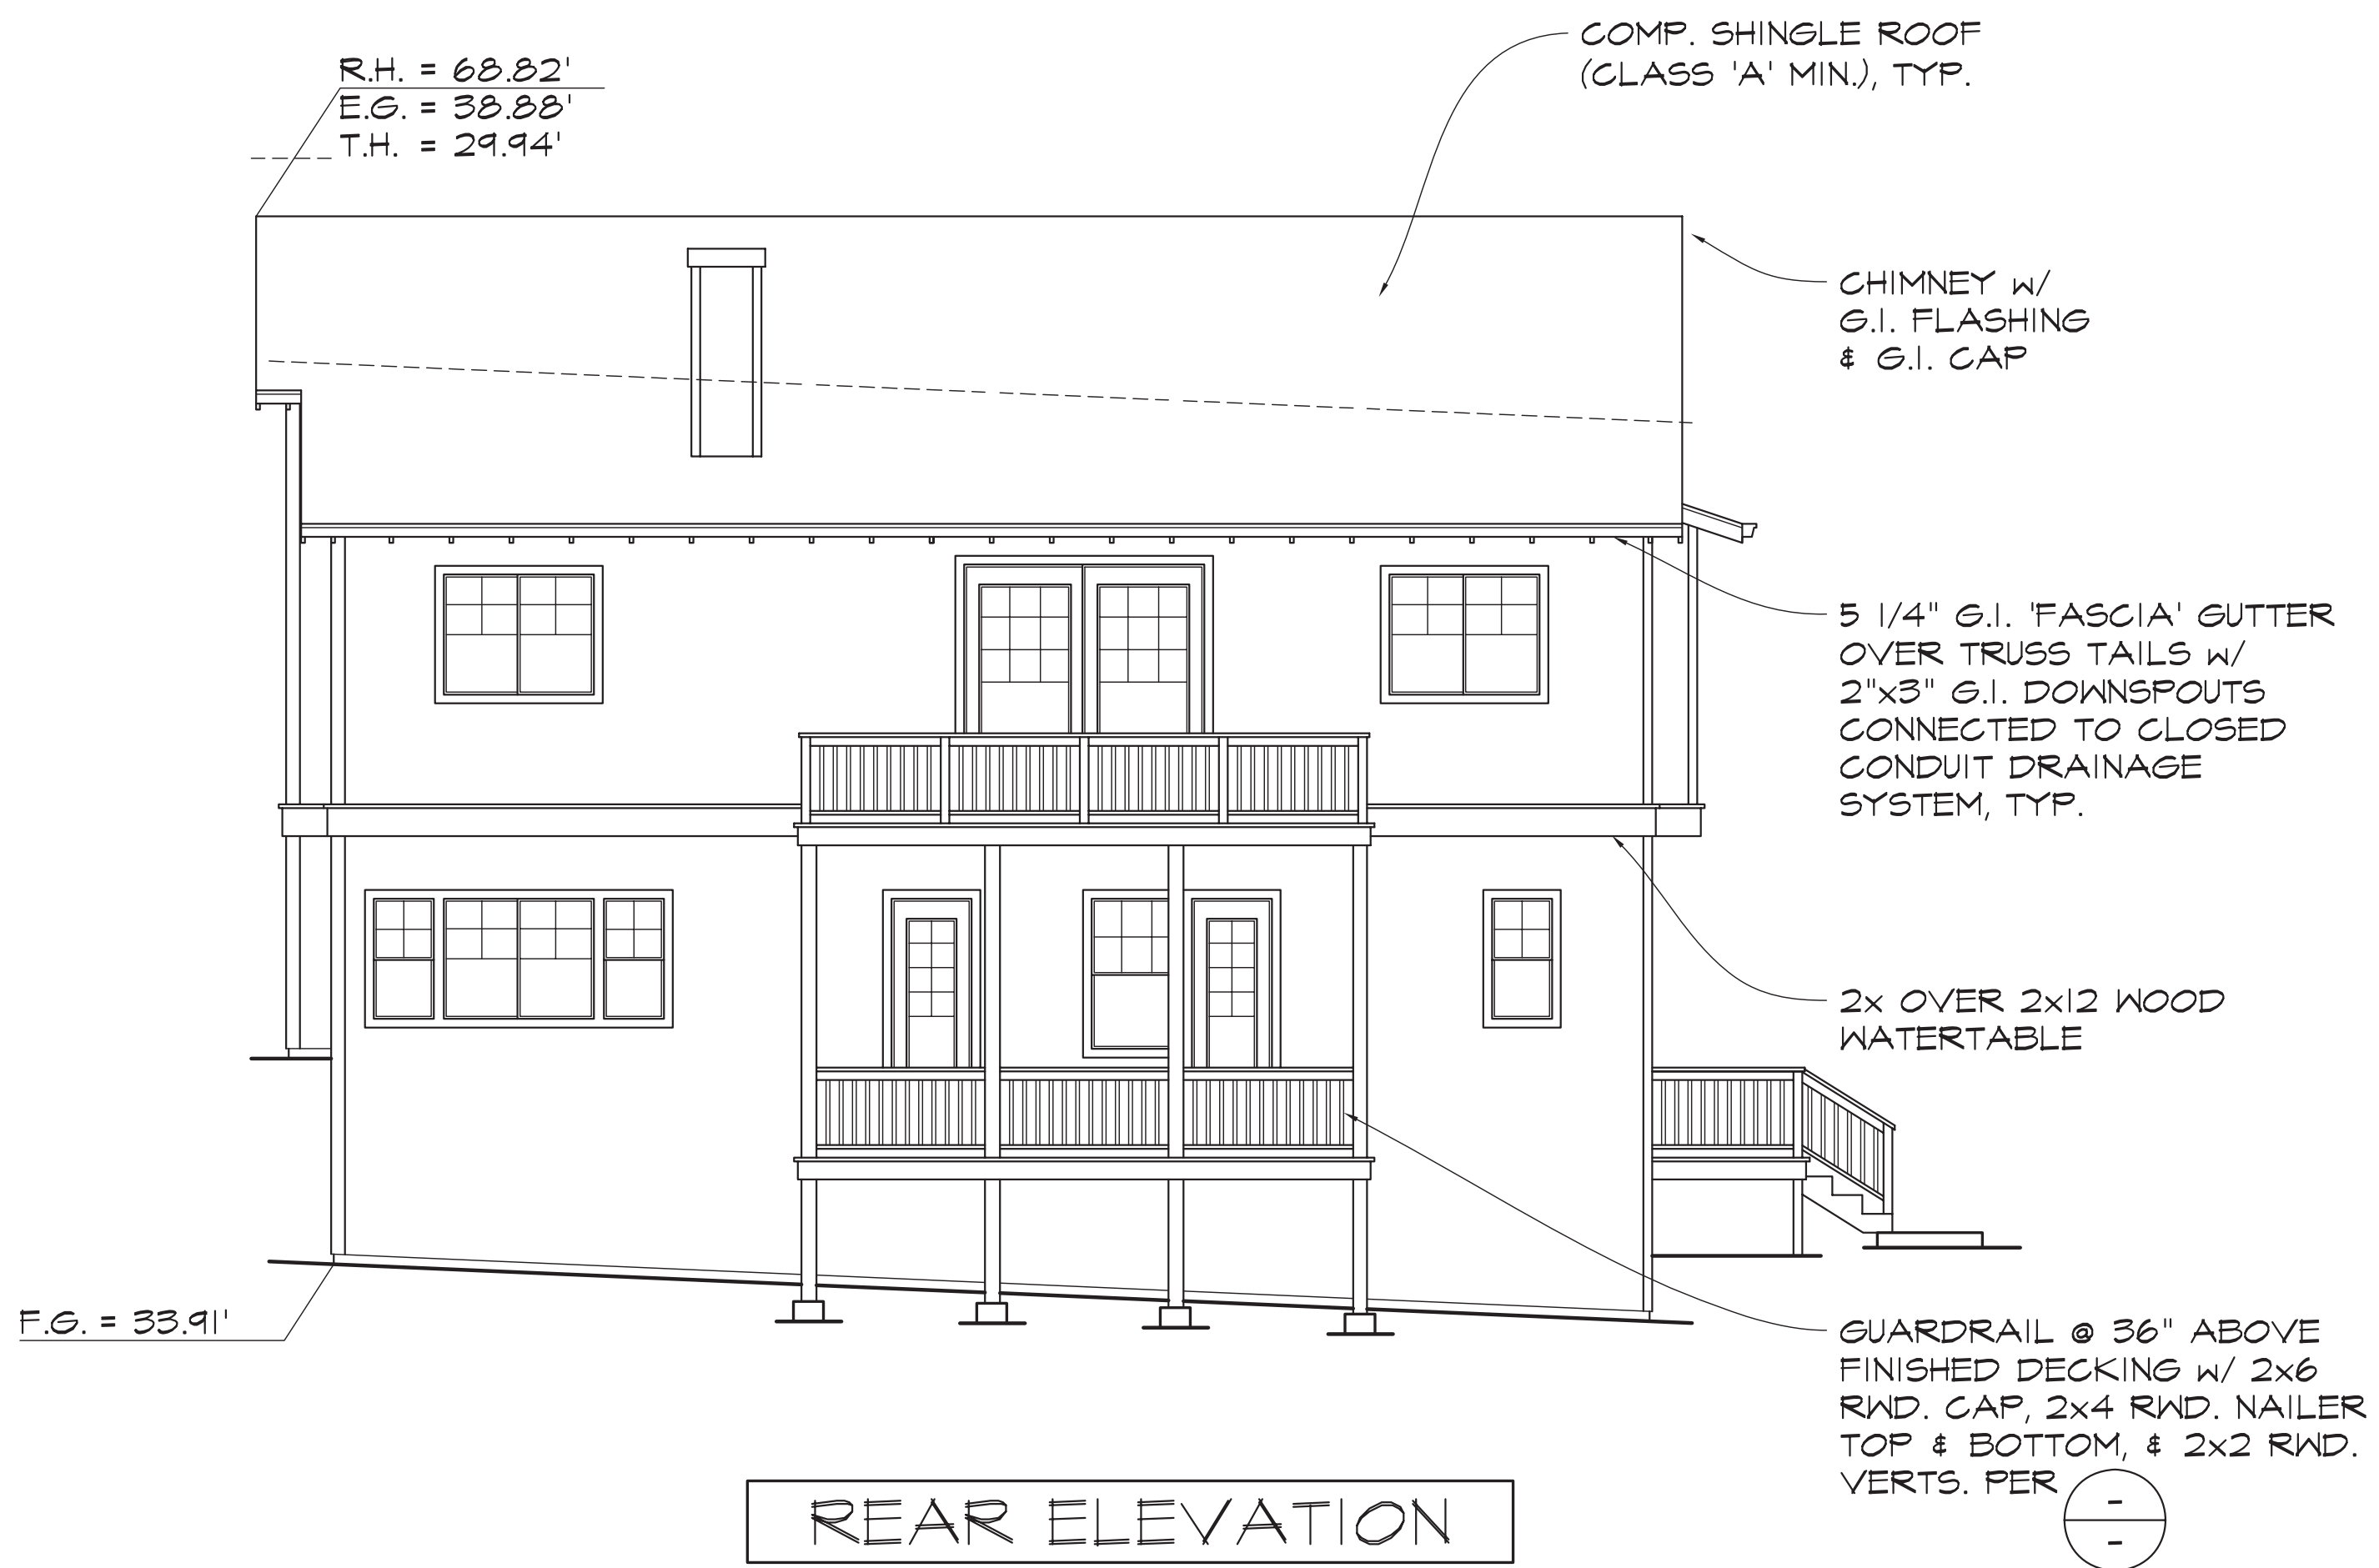 R.H. = 68.82'
E.G. = 38.88'
T.H. = 29.94'
COMP. SHINGLE ROOF
(CLASS 'A' MIN.), TYP.
CHIMNEY w/
G.I. FLASHING
& G.I. CAP
5 1/4" G.I. 'FASCIA' GUTTER
OVER TRUSS TAILS w/
2"x3" G.I. DOWNSPOUTS
CONNECTED TO CLOSED
CONDUIT DRAINAGE
SYSTEM, TYP.
2x OVER 2x12 WOOD
WATERTABLE
F.G. = 33.91'
GUARDRAIL @ 36" ABOVE
FINISHED DECKING w/ 2x6
RWD. CAP, 2x4 RWD. NAILER
TOP & BOTTOM, & 2x2 RWD.
VERTS. PER
-
-
REAR ELEVATION